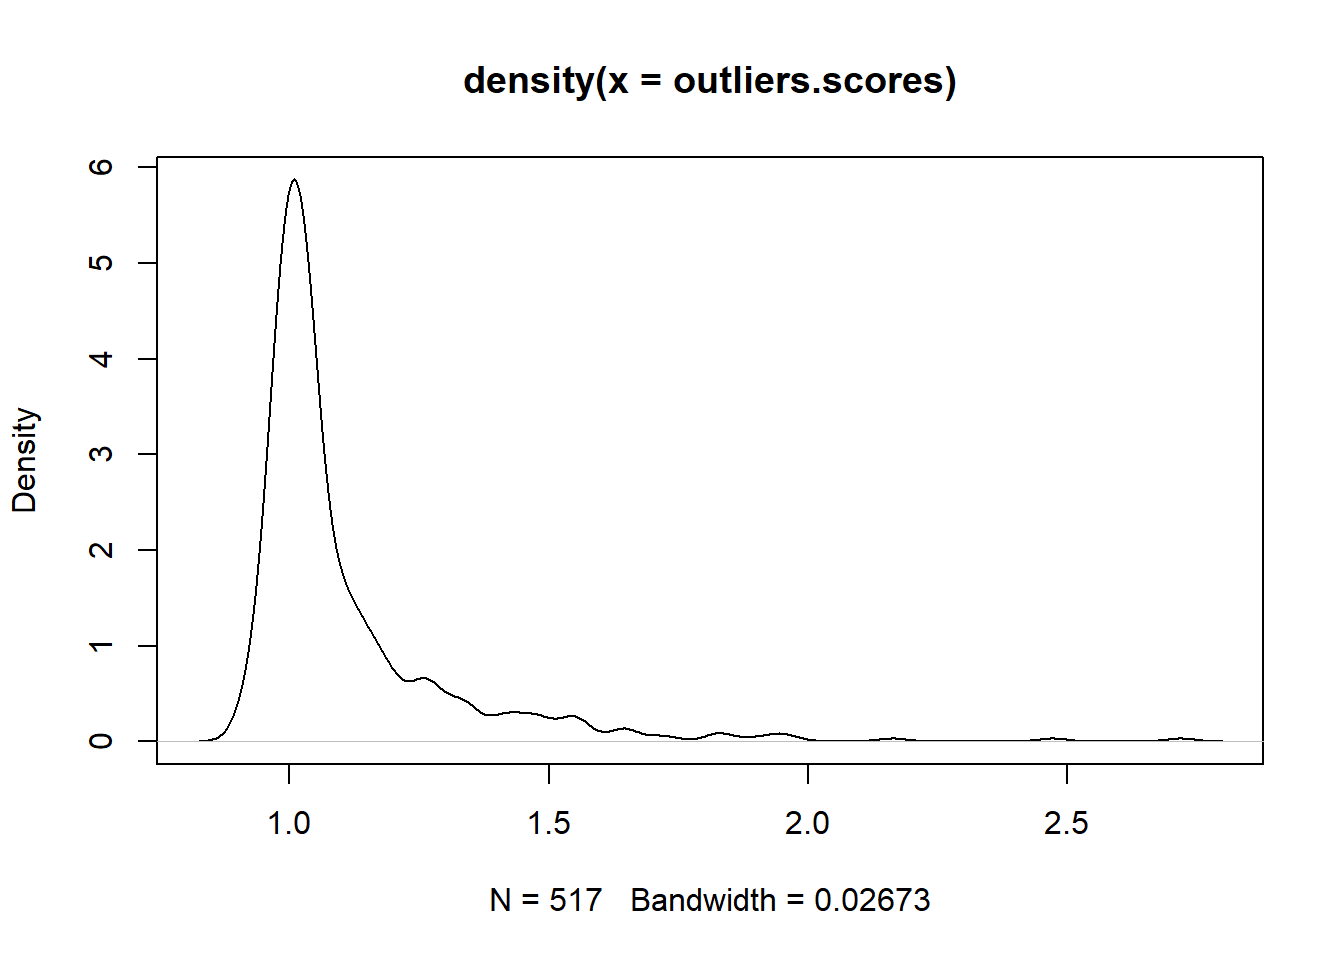 density(x = outliers.scores)
6
5
4
3
2
1
0
Density
1.0 1.5 2.0 2.5
N = 517 Bandwidth = 0.02673